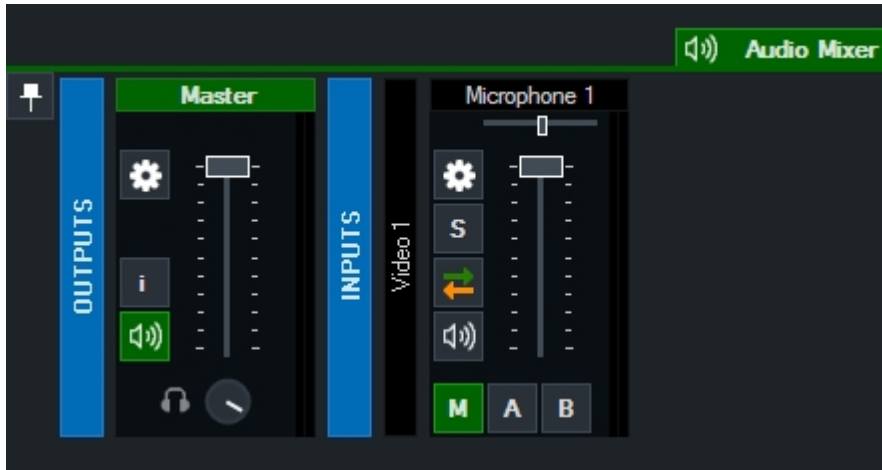 Audio Mixer
OUTPUTS
Master
i
INPUTS
Video 1
Microphone 1
S
M A B